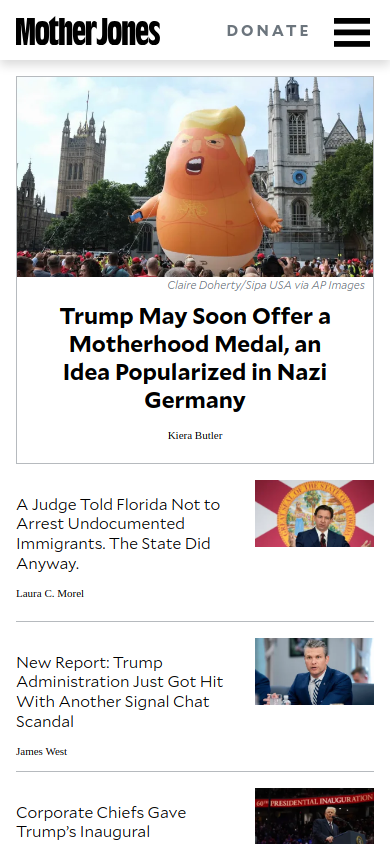 Mother Jones
DONATE
Claire Doherty/Sipa USA via AP Images
Trump May Soon Offer a
Motherhood Medal, an
Idea Popularized in Nazi
Germany
Kiera Butler
A Judge Told Florida Not to
Arrest Undocumented
Immigrants. The State Did
Anyway.
Laura C. Morel
New Report: Trump
Administration Just Got Hit
With Another Signal Chat
Scandal
James West
60TH PRESIDENTIAL INAUGURATION
Corporate Chiefs Gave
Trump’s Inaugural